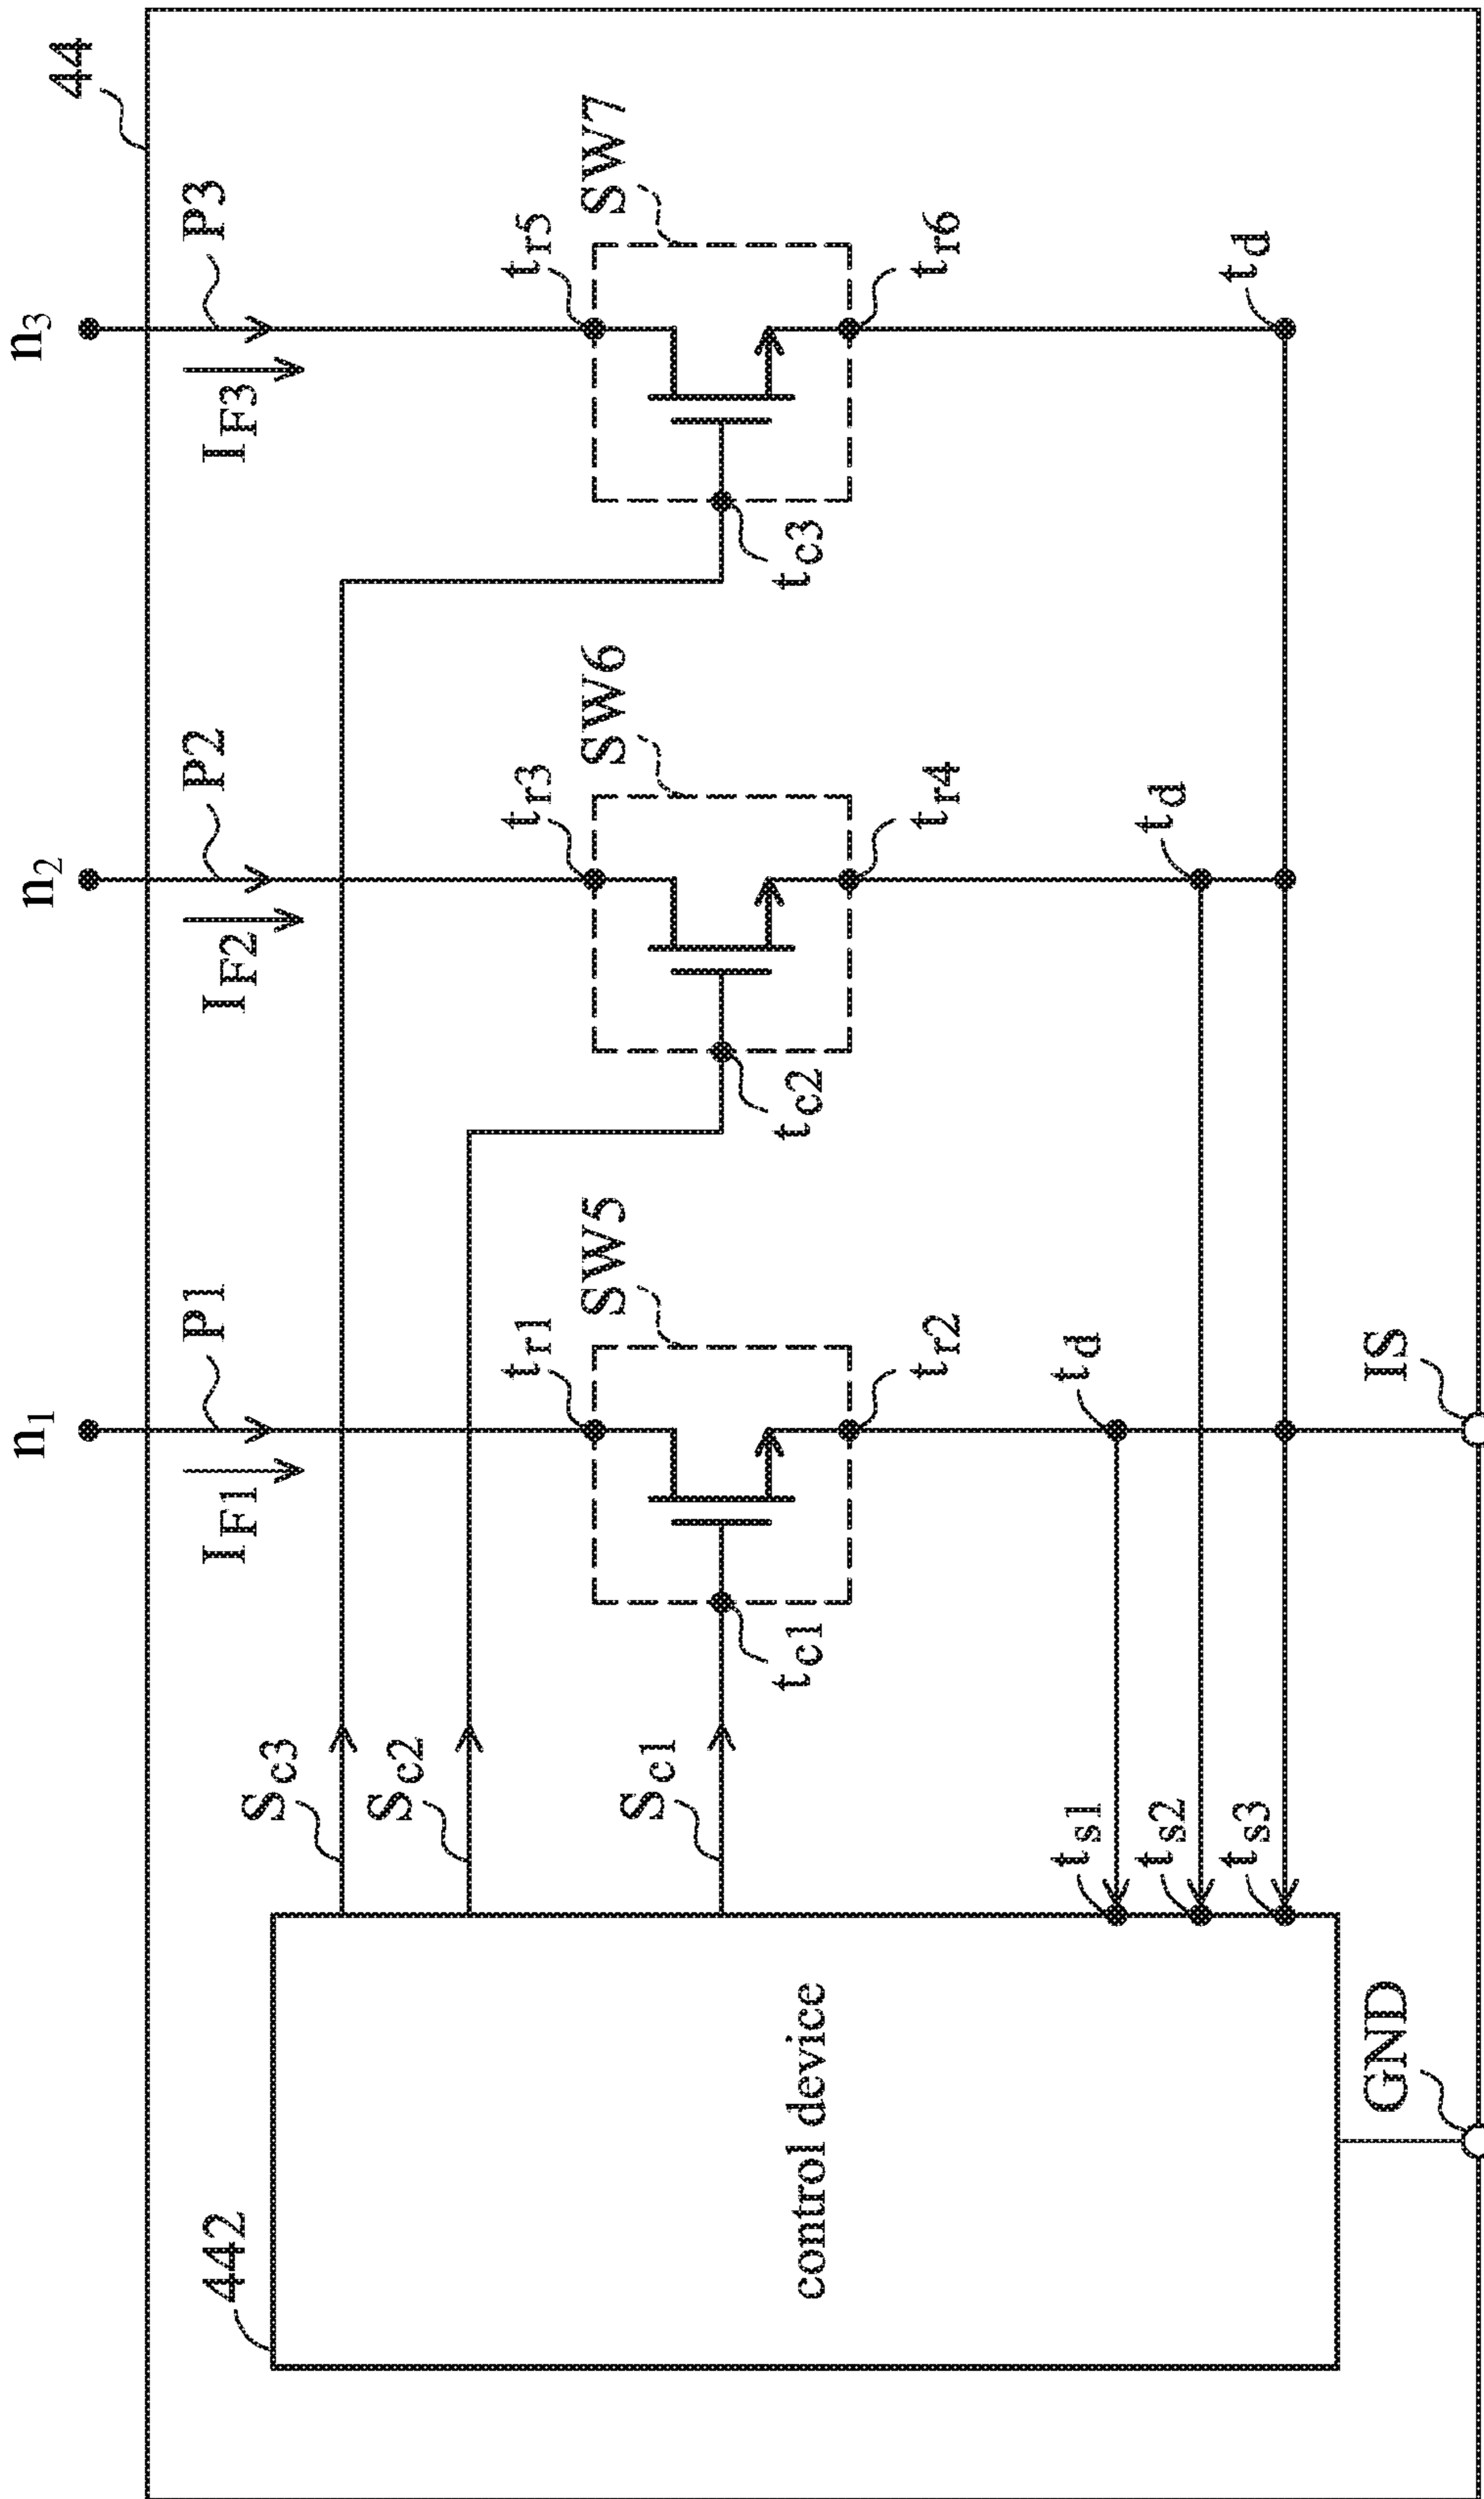 44
n3
n2
n1
P3
P2
P1
IF3
IF2
IF1
442
Sc3
Sc2
Sc1
tr5
tr3
tr1
SW7
SW6
SW5
tc3
tc2
tc1
tr6
tr4
tr2
control device
td
td
td
ts1
ts2
ts3
GND
IS